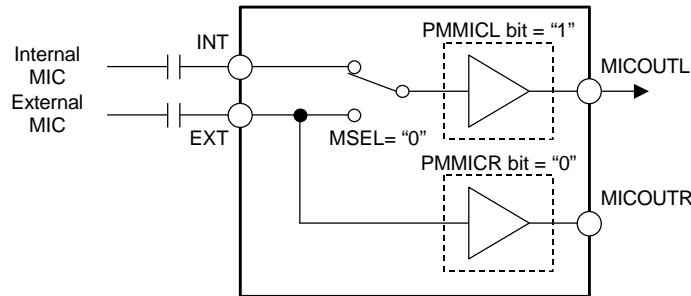 PMMICL bit = “1”
INT
MICOUTL
Internal
MIC
External
MIC
EXT
MSEL= “0”
PMMICR bit = “0”
MICOUTR